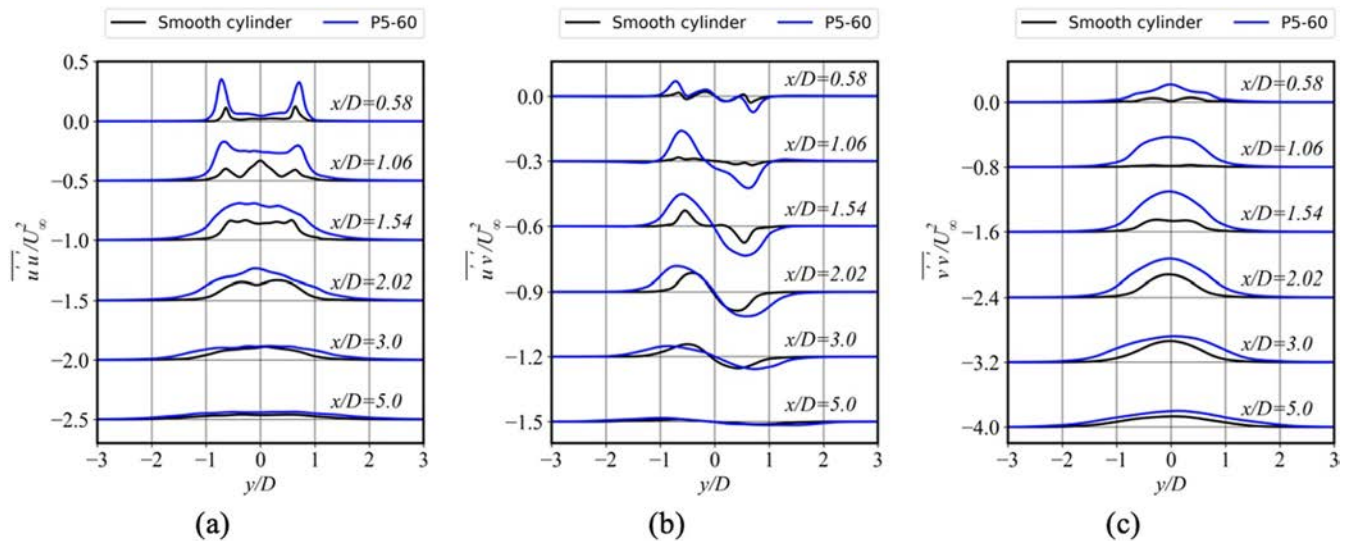 Smooth cylinder P5-60
0.5
0.0
−0.5
−1.0
−1.5
−2.0
−2.5
x/D=0.58
x/D=1.06
x/D=1.54
x/D=2.02
x/D=3.0
x/D=5.0
−3 −2 −1 0 1 2 3
y/D
u'u'/U∞²
(a)
Smooth cylinder P5-60
0.0
−0.3
−0.6
−0.9
−1.2
−1.5
x/D=0.58
x/D=1.06
x/D=1.54
x/D=2.02
x/D=3.0
x/D=5.0
−3 −2 −1 0 1 2 3
y/D
u'v'/U∞²
(b)
Smooth cylinder P5-60
0.0
−0.8
−1.6
−2.4
−3.2
−4.0
x/D=0.58
x/D=1.06
x/D=1.54
x/D=2.02
x/D=3.0
x/D=5.0
−3 −2 −1 0 1 2 3
y/D
v'v'/U∞²
(c)